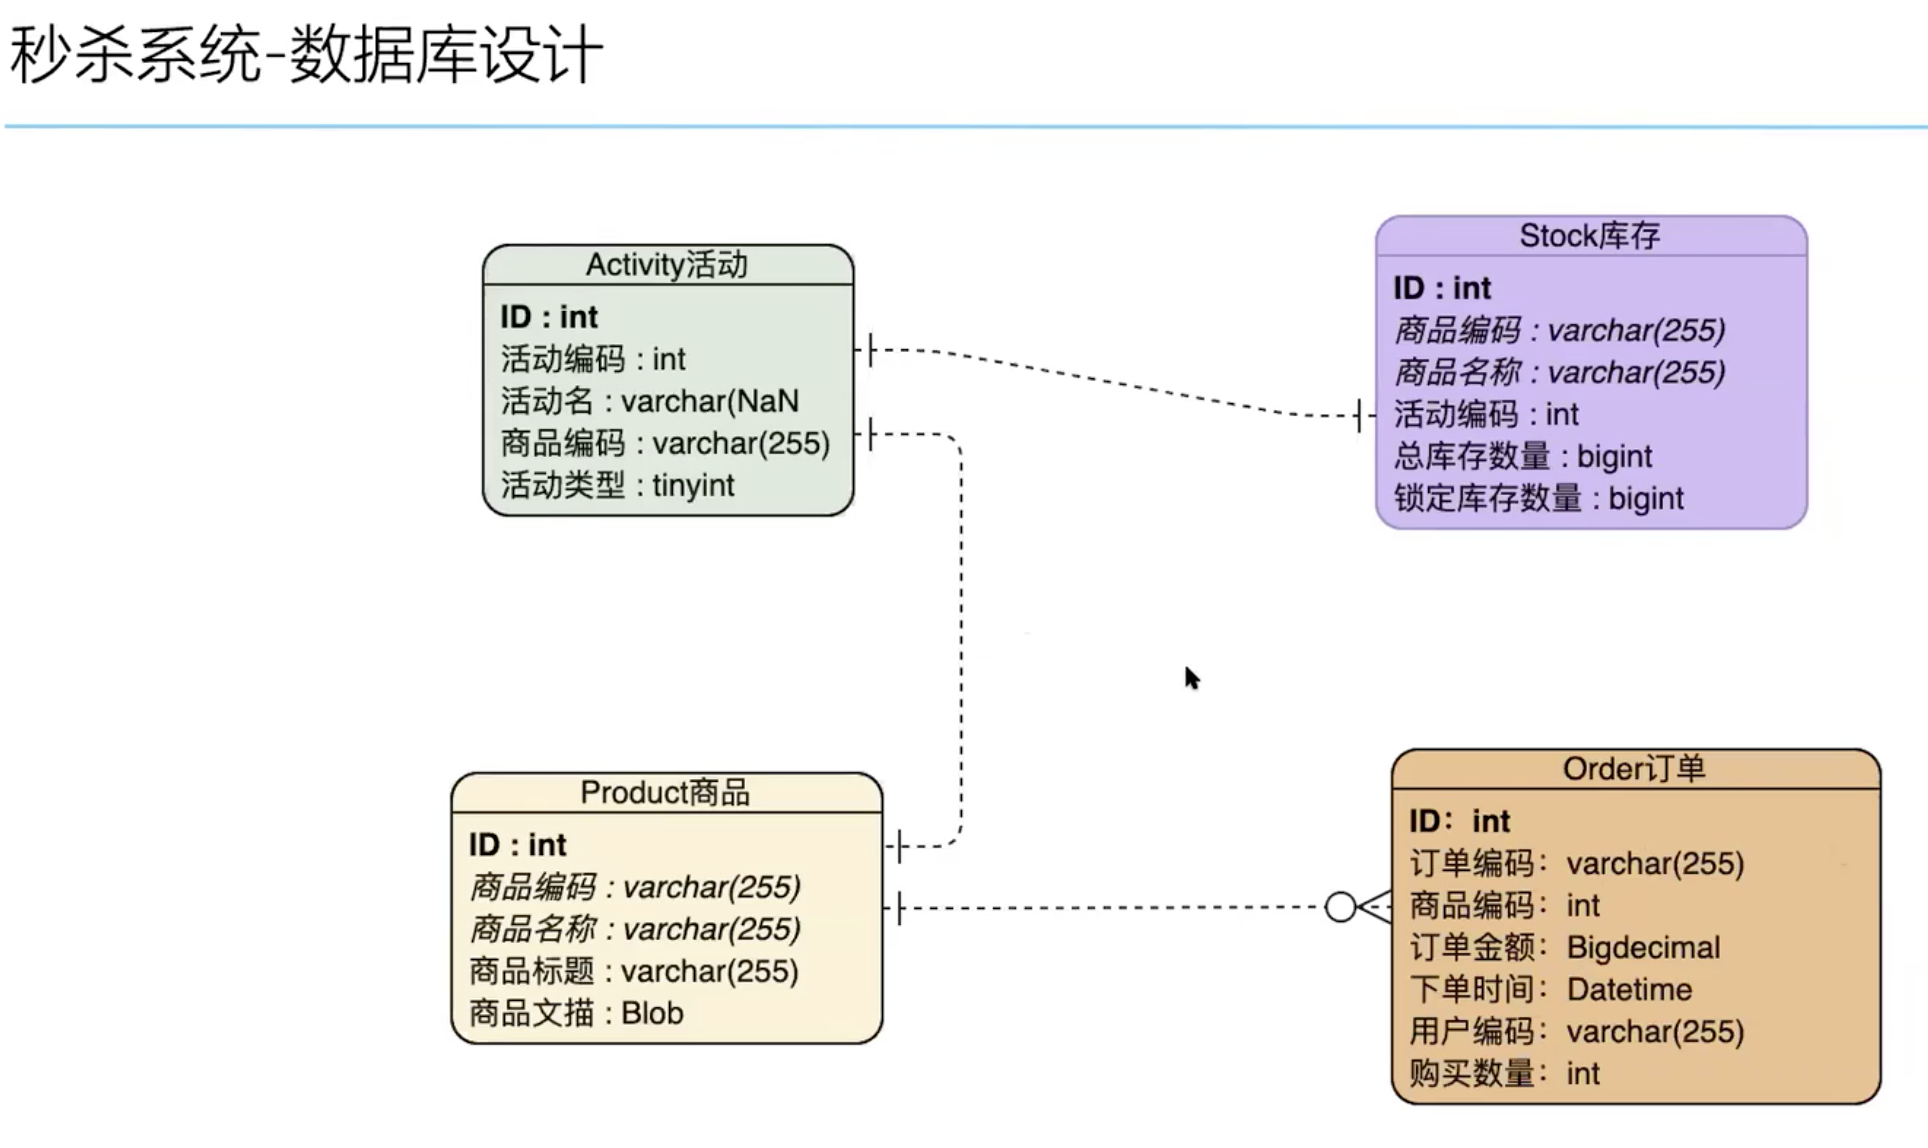 秒杀系统-数据库设计
Activity活动
ID : int
活动编码 : int
活动名 : varchar(NaN
商品编码 : varchar(255)
活动类型 : tinyint
Stock库存
ID : int
商品编码 : varchar(255)
商品名称 : varchar(255)
活动编码 : int
总库存数量 : bigint
锁定库存数量 : bigint
Product商品
ID : int
商品编码 : varchar(255)
商品名称 : varchar(255)
商品标题 : varchar(255)
商品文描 : Blob
Order订单
ID： int
订单编码： varchar(255)
商品编码： int
订单金额： Bigdecimal
下单时间： Datetime
用户编码： varchar(255)
购买数量： int